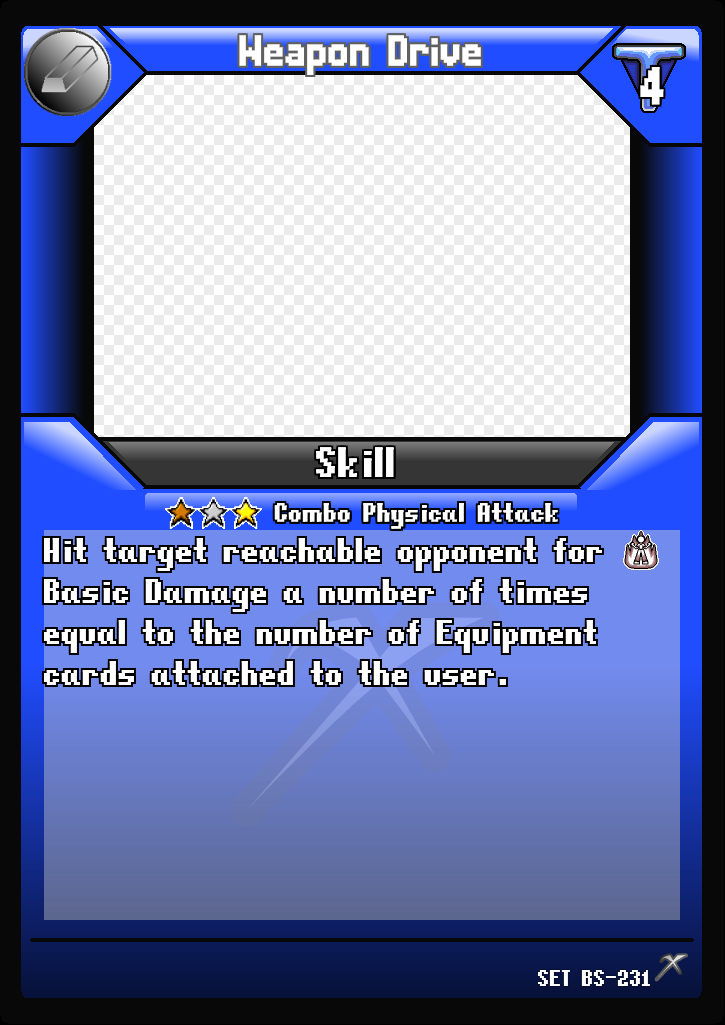 Weapon Drive
4
Skill
Combo Physical Attack
Hit target reachable opponent for
Basic Damage a number of times
equal to the number of Equipment
cards attached to the user.
SET BS-231